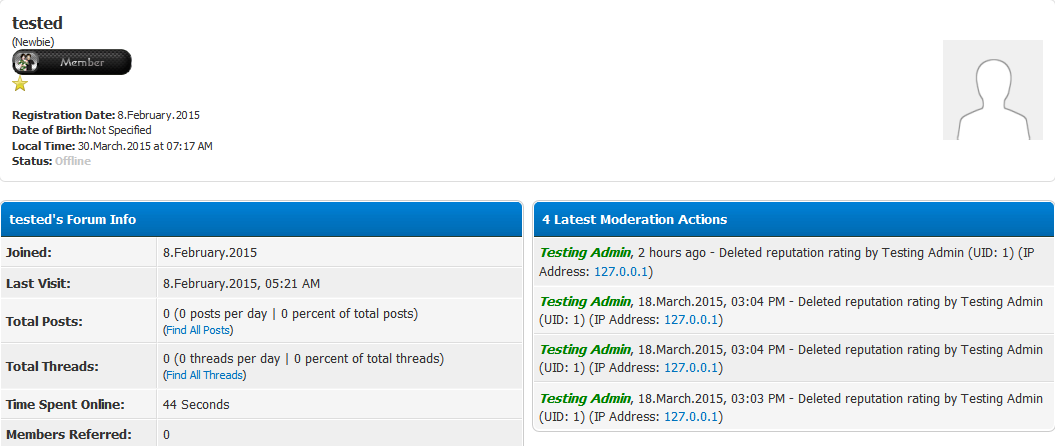 tested
(Newbie)
Member
Registration Date: 8.February.2015
Date of Birth: Not Specified
Local Time: 30.March.2015 at 07:17 AM
Status: Offline
tested's Forum Info
Joined: 8.February.2015
Last Visit: 8.February.2015, 05:21 AM
Total Posts: 0 (0 posts per day | 0 percent of total posts)
(Find All Posts)
Total Threads: 0 (0 threads per day | 0 percent of total threads)
(Find All Threads)
Time Spent Online: 44 Seconds
Members Referred: 0
4 Latest Moderation Actions
Testing Admin, 2 hours ago - Deleted reputation rating by Testing Admin (UID: 1) (IP
Address: 127.0.0.1)
Testing Admin, 18.March.2015, 03:04 PM - Deleted reputation rating by Testing Admin
(UID: 1) (IP Address: 127.0.0.1)
Testing Admin, 18.March.2015, 03:04 PM - Deleted reputation rating by Testing Admin
(UID: 1) (IP Address: 127.0.0.1)
Testing Admin, 18.March.2015, 03:03 PM - Deleted reputation rating by Testing Admin
(UID: 1) (IP Address: 127.0.0.1)